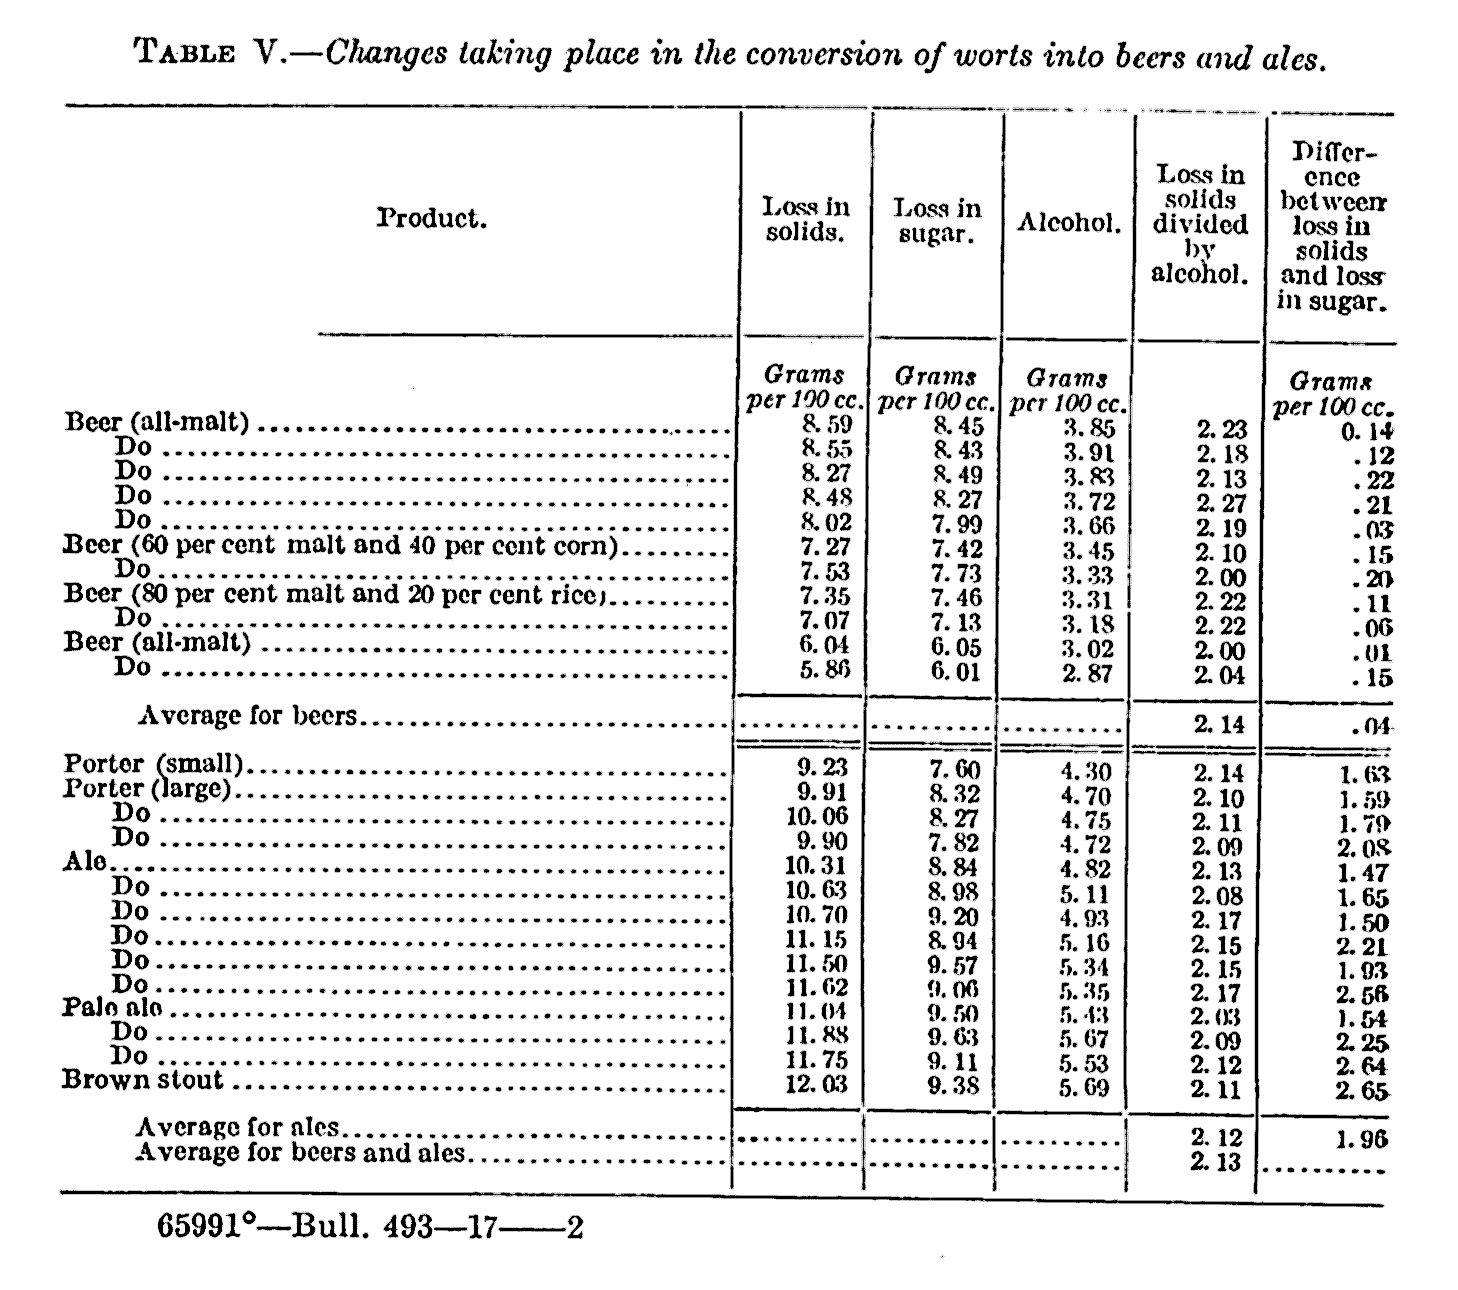 TABLE V.—Changes taking place in the conversion of worts into beers and ales.
Product. Loss in solids. Loss in sugar. Alcohol. Loss in solids divided by alcohol. Differ-ence between loss in solids and loss in sugar.
Grams per 100 cc. Grams per 100 cc. Grams per 100 cc. Grams per 100 cc.
Beer (all-malt) 8.59 8.45 3.85 2.23 0.14
Do 8.55 8.43 3.91 2.18 .12
Do 8.27 8.49 3.83 2.13 .22
Do 8.48 8.27 3.72 2.27 .21
Do 8.02 7.99 3.66 2.19 .03
Beer (60 per cent malt and 40 per cent corn) 7.27 7.42 3.45 2.10 .15
Do 7.53 7.73 3.33 2.00 .20
Beer (80 per cent malt and 20 per cent rice) 7.35 7.46 3.31 2.22 .11
Do 7.07 7.13 3.18 2.22 .06
Beer (all-malt) 6.04 6.05 3.02 2.00 .01
Do 5.86 6.01 2.87 2.04 .15
Average for beers 2.14 .04
Porter (small) 9.23 7.60 4.30 2.14 1.63
Porter (large) 9.91 8.32 4.70 2.10 1.59
Do 10.06 8.27 4.75 2.11 1.79
Do 9.90 7.82 4.72 2.09 2.08
Ale 10.31 8.84 4.82 2.13 1.47
Do 10.63 8.98 5.11 2.08 1.65
Do 10.70 9.20 4.93 2.17 1.50
Do 11.15 8.94 5.16 2.15 2.21
Do 11.50 9.57 5.34 2.15 1.93
Do 11.62 9.06 5.35 2.17 2.56
Pale ale 11.04 9.50 5.43 2.03 1.54
Do 11.88 9.63 5.67 2.09 2.25
Do 11.75 9.11 5.53 2.12 2.64
Brown stout 12.03 9.38 5.69 2.11 2.65
Average for ales 2.12 1.96
Average for beers and ales 2.13
65991°—Bull. 493—17——2